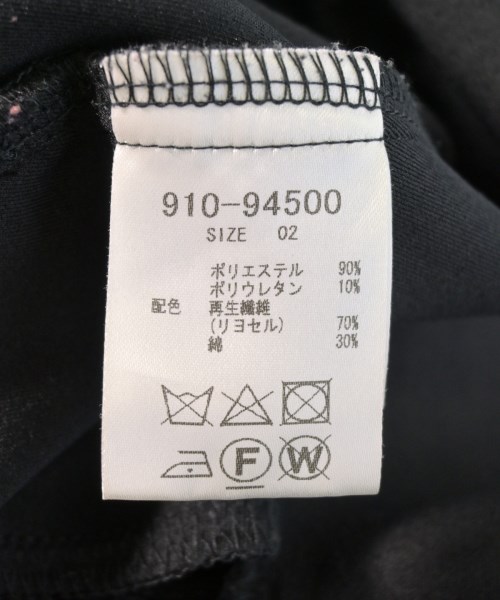 910-94500
SIZE 02
ポリエステル 90%
ポリウレタン 10%
配色 再生繊維
(リヨセル) 70%
綿 30%
F W